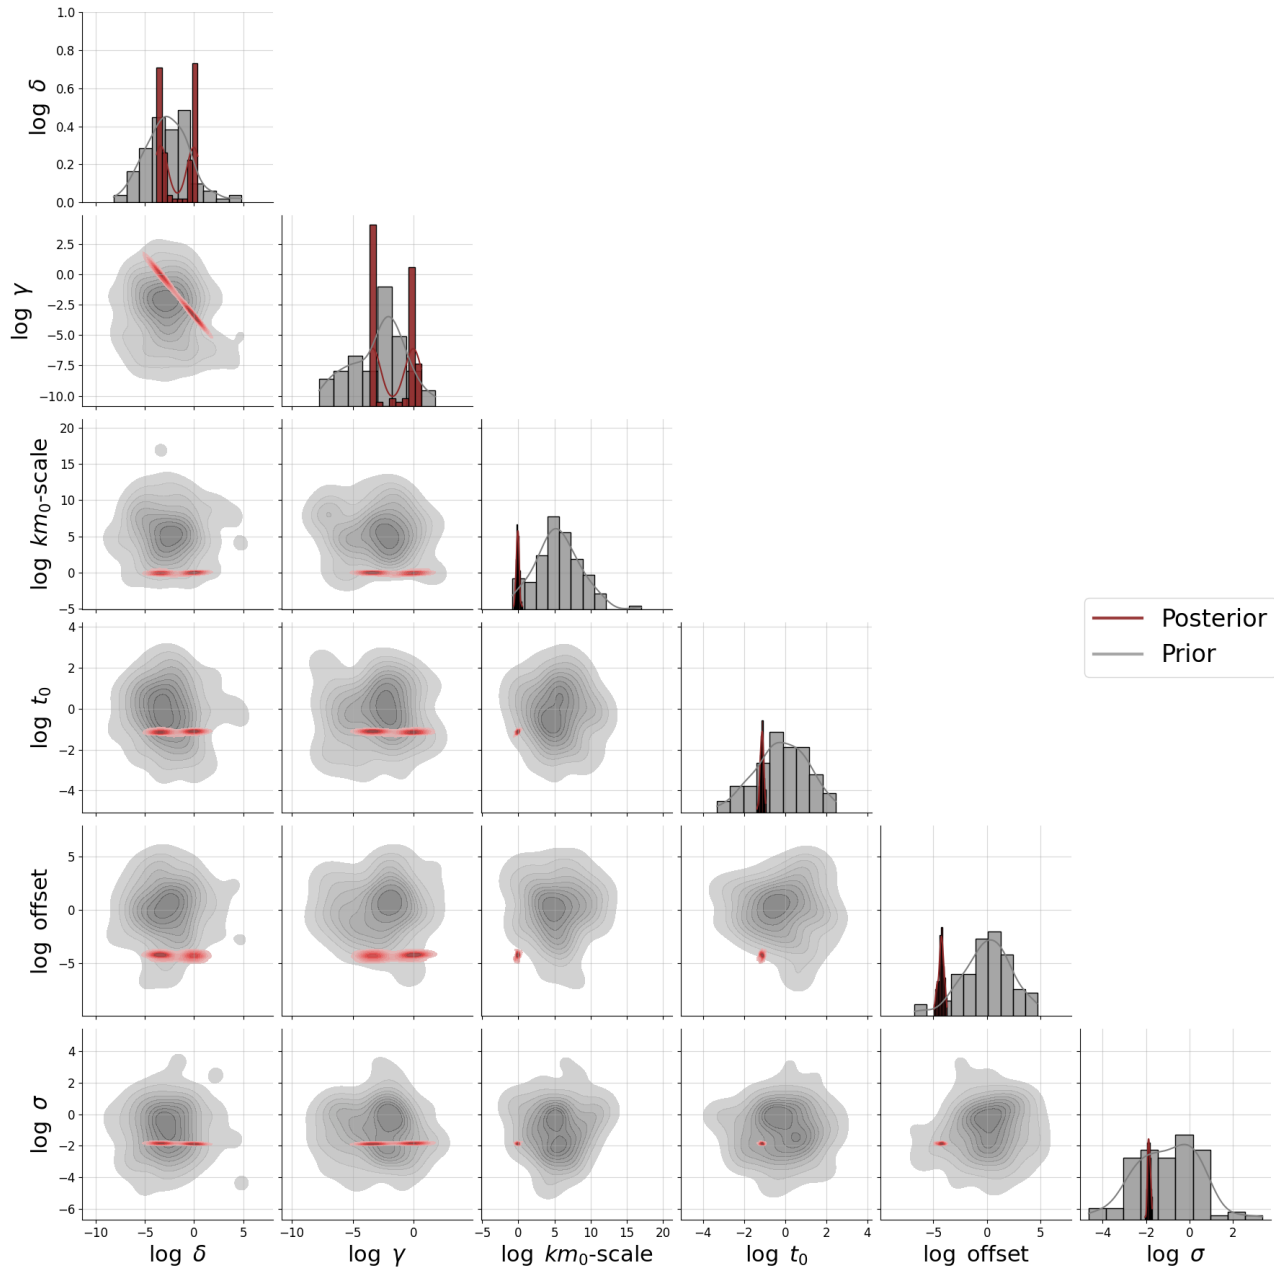 1.0
0.8
0.6
0.4
0.2
0.0
log δ
−10 −5 0
2.5
0.0
−2.5
−5.0
−7.5
−10.0
log γ
20
15
10
5
0
−5
log km₀-scale
4
2
0
−2
−4
log t₀
Posterior
Prior
5
0
−5
log offset
4
2
0
−2
−4
−6
log σ
−10 −5 0
−10 −5 0
−5 0 5 10 15 20
−4 −2 0 2 4
−5 0 5
−4 −2 0 2
log δ
log γ
log km₀-scale
log t₀
log offset
log σ